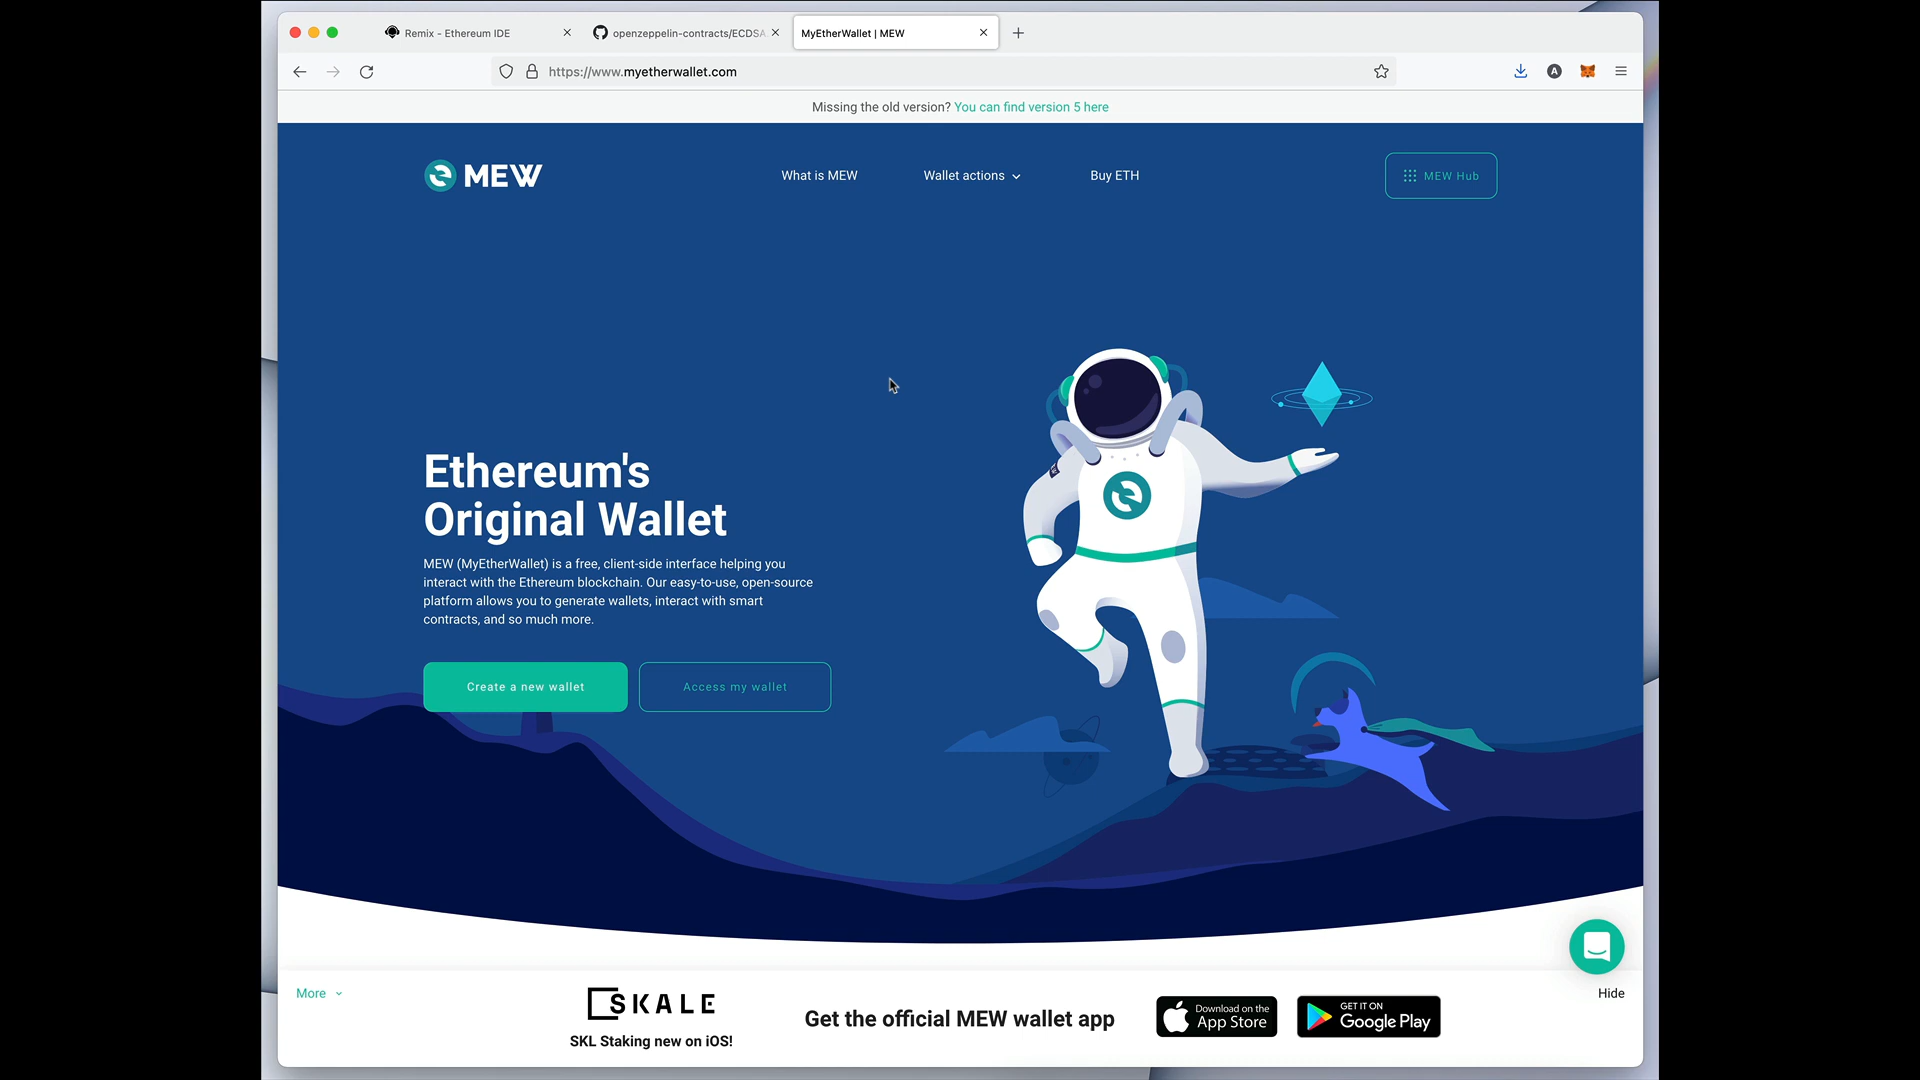 Remix - Ethereum IDE
openzeppelin-contracts/ECDSA
MyEtherWallet | MEW
https://www.myetherwallet.com
A
Missing the old version? You can find version 5 here
MEW
What is MEW
Wallet actions
Buy ETH
MEW Hub
Ethereum's
Original Wallet
MEW (MyEtherWallet) is a free, client-side interface helping you
interact with the Ethereum blockchain. Our easy-to-use, open-source
platform allows you to generate wallets, interact with smart
contracts, and so much more.
Create a new wallet
Access my wallet
More
SKALE
SKL Staking new on iOS!
Get the official MEW wallet app
Download on the
App Store
GET IT ON
Google Play
Hide